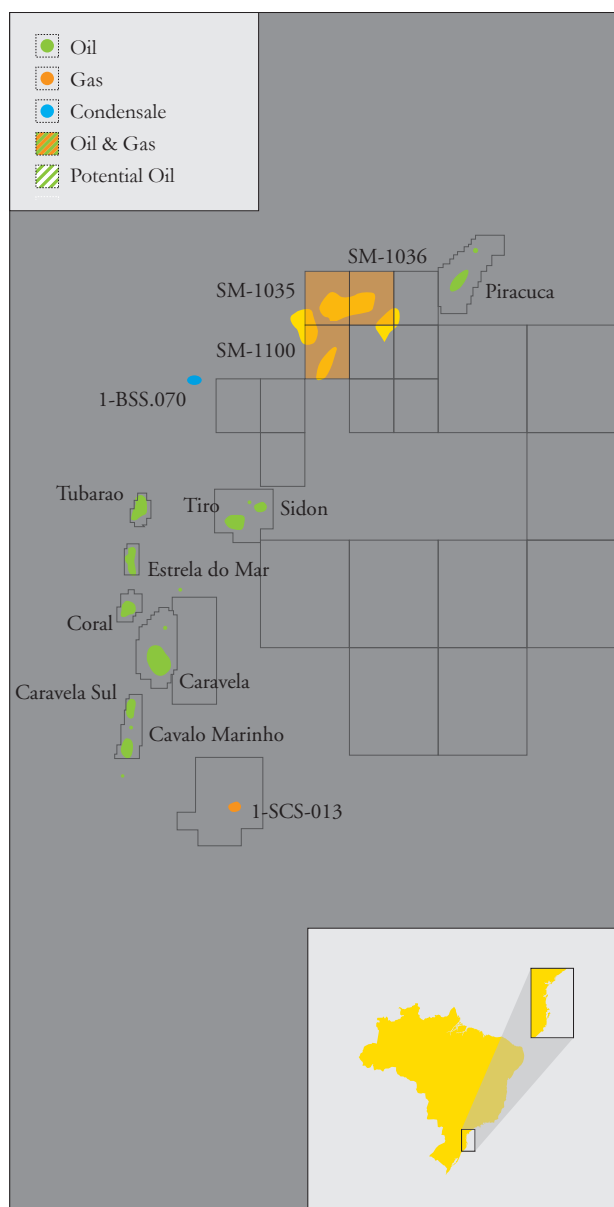 Oil
Gas
Condensale
Oil & Gas
Potential Oil
SM-1036
SM-1035
Piracuca
SM-1100
1-BSS.070
Tubarao
Tiro
Sidon
Estrela do Mar
Coral
Caravela
Caravela Sul
Cavalo Marinho
1-SCS-013